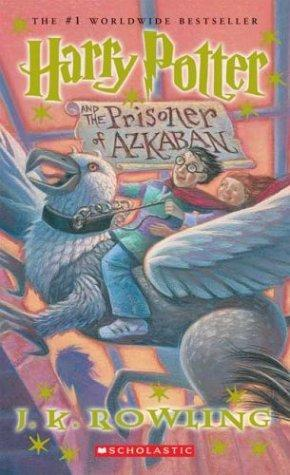 THE #1 WORLDWIDE BESTSELLER
Harry Potter
AND THE Prisoner
of AZKABAN
J. K. ROWLING
SCHOLASTIC